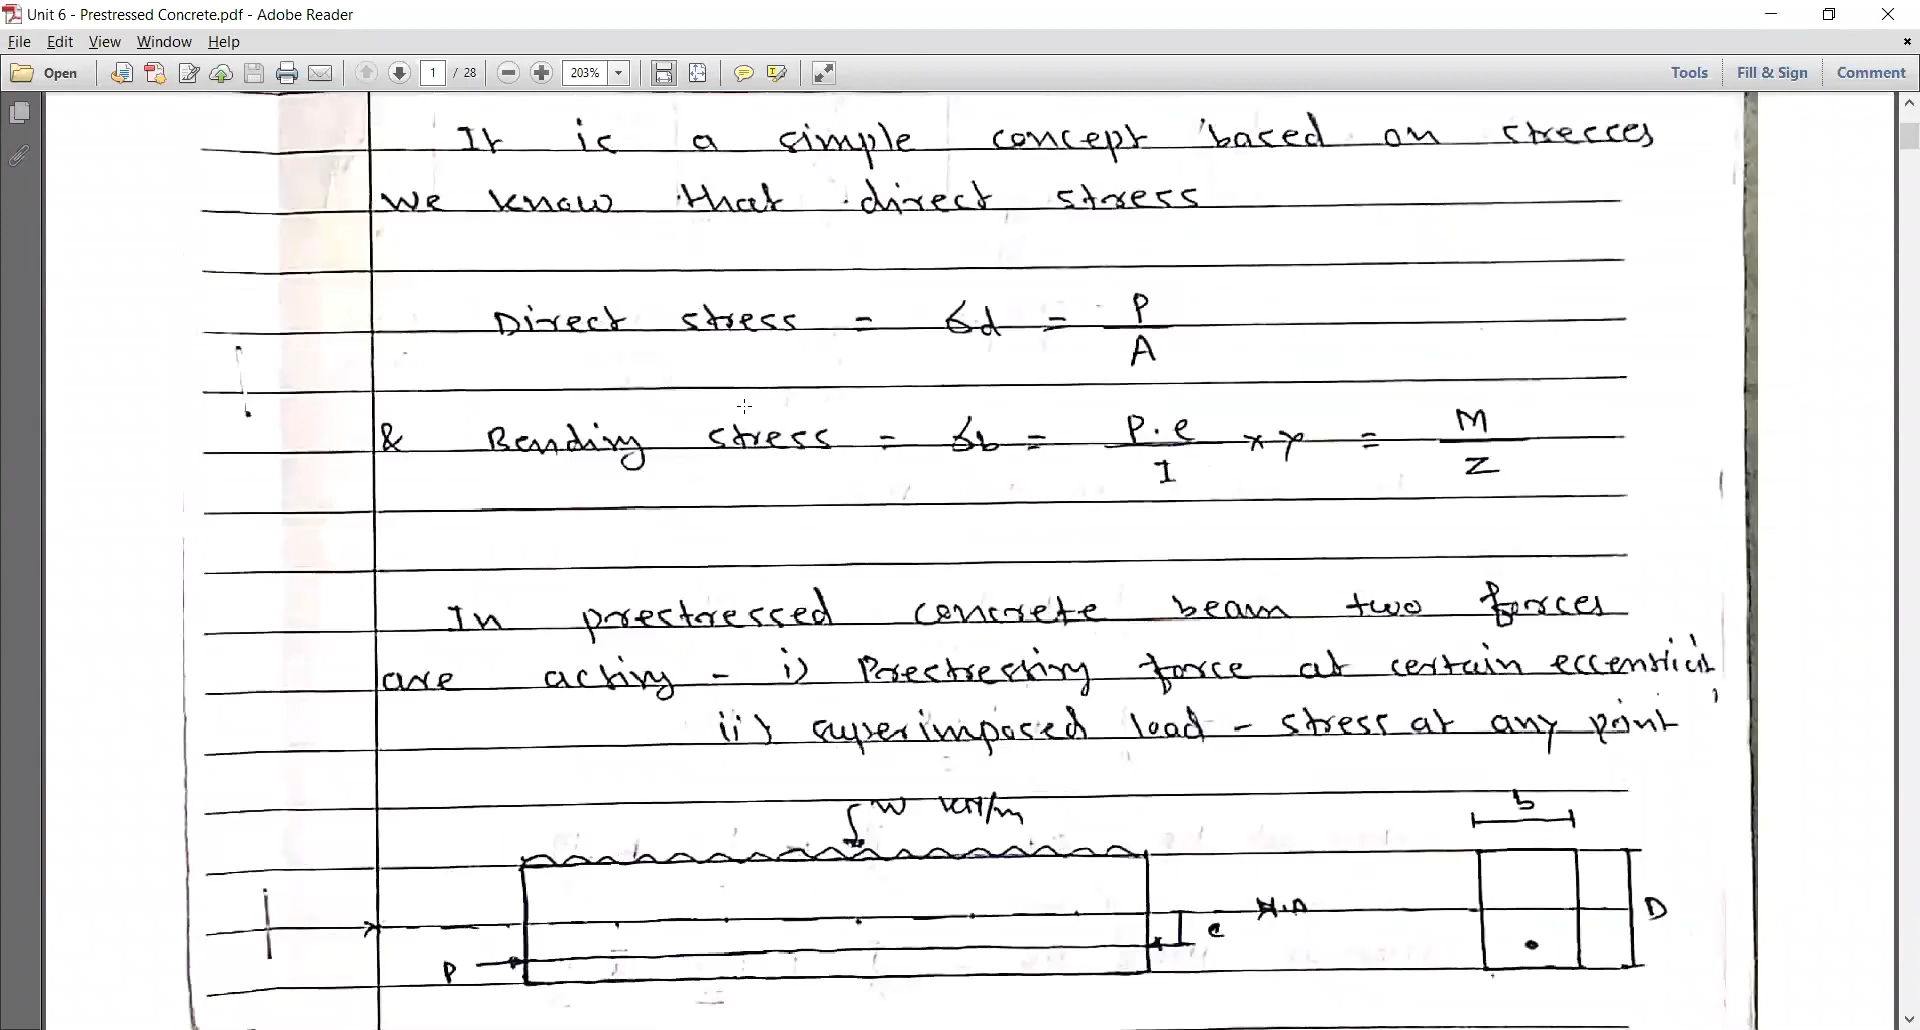 Unit 6 - Prestressed Concrete.pdf - Adobe Reader
File Edit View Window Help
Open 1 / 28 203% Tools Fill & Sign Comment
It is a simple concept based on stresses
we know that direct stress
Direct stress = σd = P/A
& Bending stress = σb = P.e/I × y = M/Z
In prestressed concrete beam two forces
are acting - i) Prestressing force at certain eccentricit
ii) superimposed load - stress at any point
w kN/m
b
N.A
e
D
P